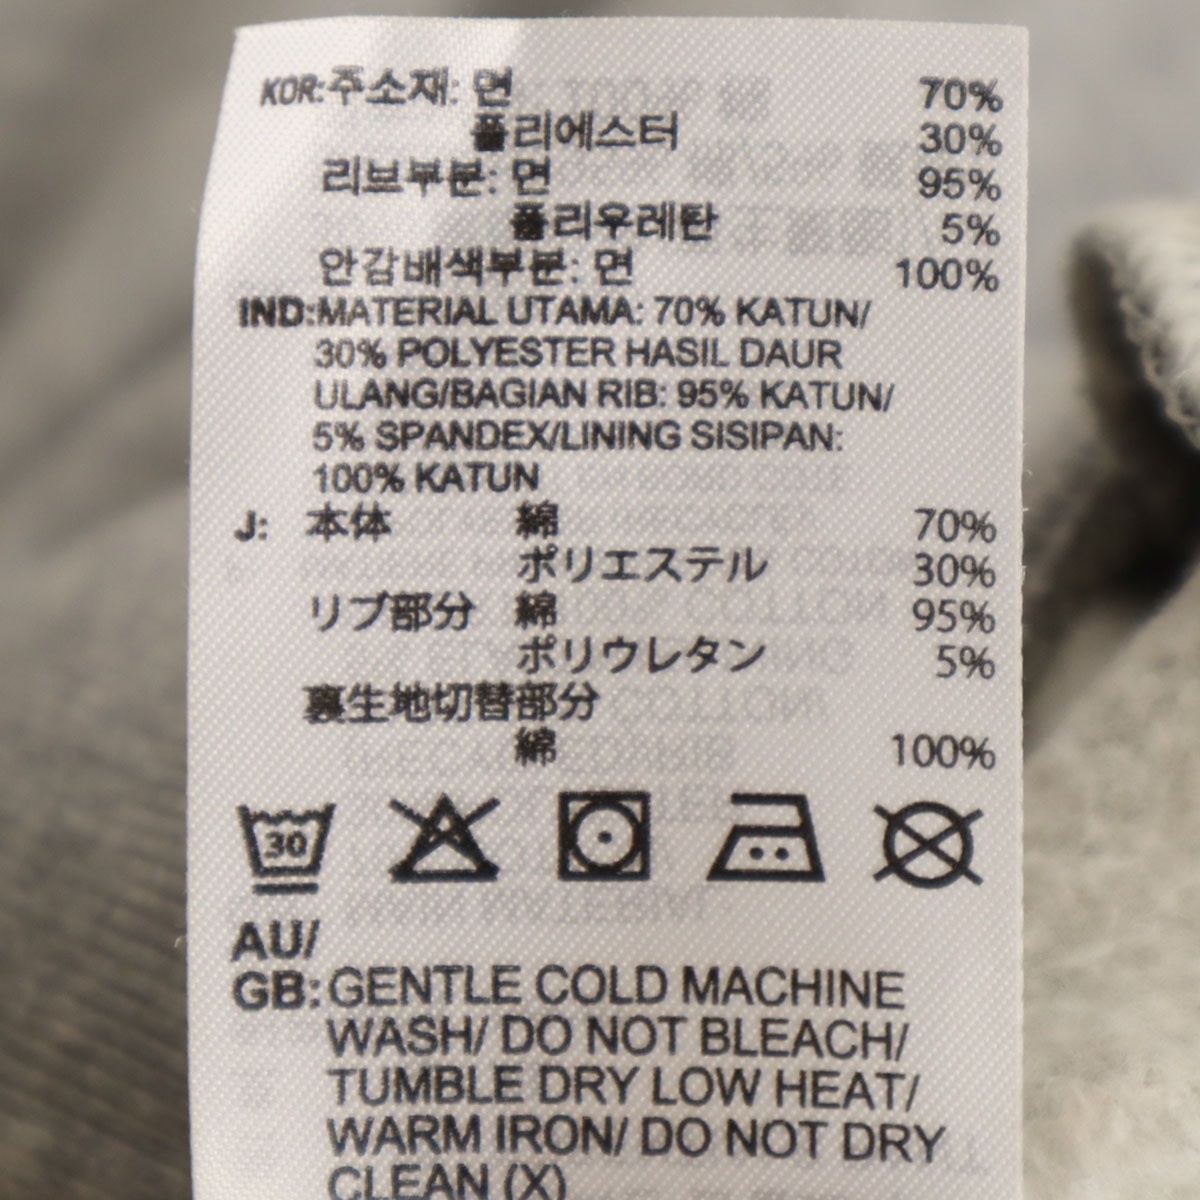 KOR:주소재: 면 70%
폴리에스터 30%
리브부분: 면 95%
폴리우레탄 5%
안감배색부분: 면 100%
IND:MATERIAL UTAMA: 70% KATUN/
30% POLYESTER HASIL DAUR
ULANG/BAGIAN RIB: 95% KATUN/
5% SPANDEX/LINING SISIPAN:
100% KATUN
J: 本体 綿 70%
ポリエステル 30%
リブ部分 綿 95%
ポリウレタン 5%
裏生地切替部分
綿 100%
30
AU/
GB:GENTLE COLD MACHINE
WASH/ DO NOT BLEACH/
TUMBLE DRY LOW HEAT/
WARM IRON/ DO NOT DRY
CLEAN (X)